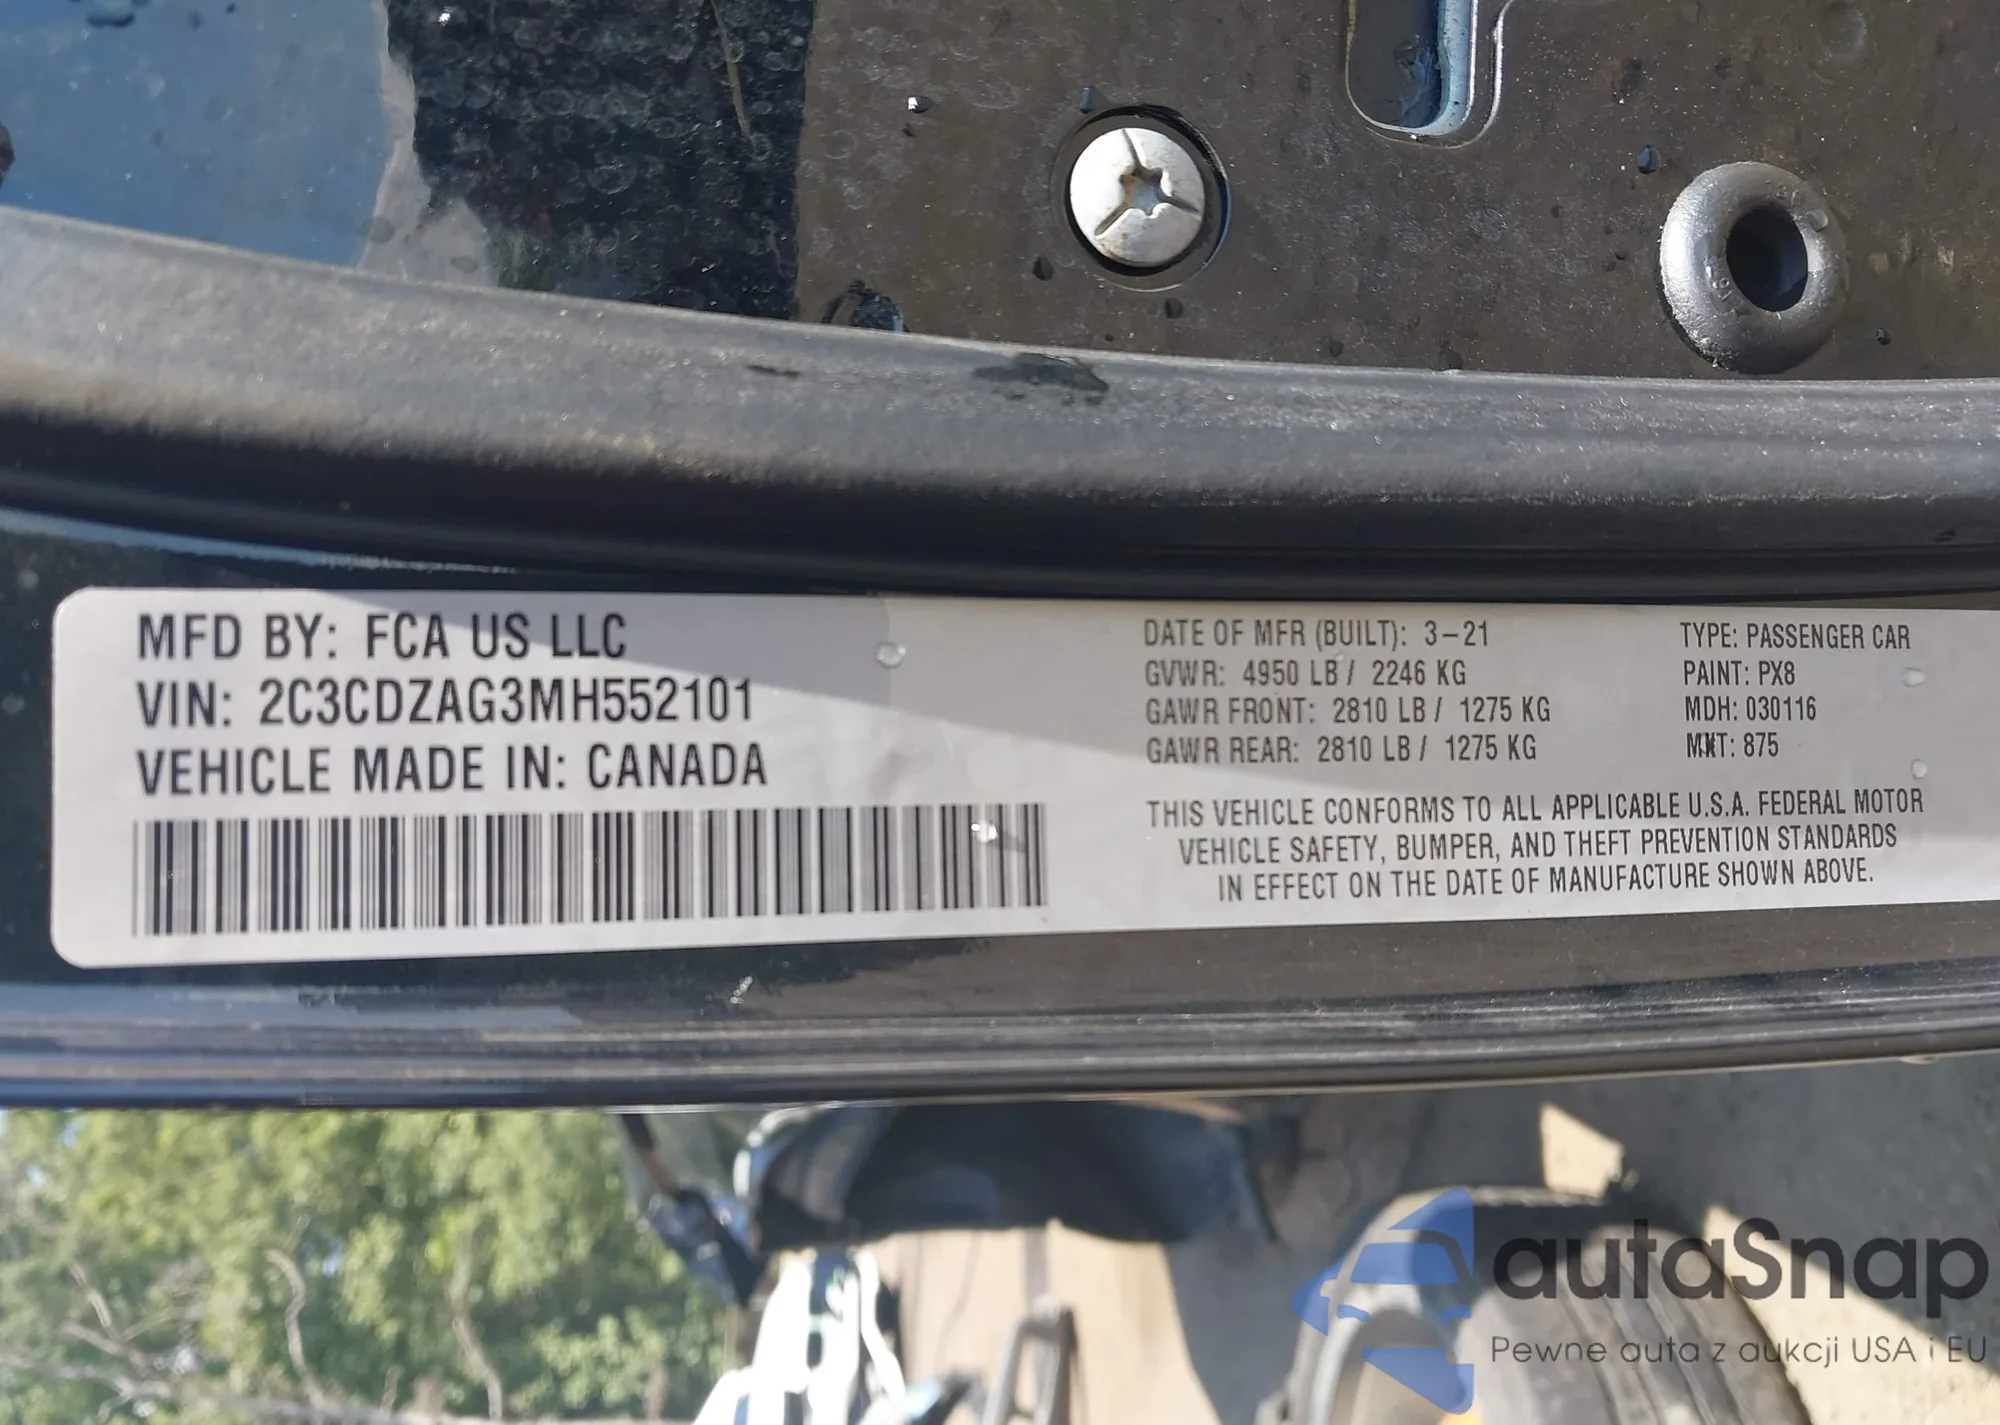 MFD BY: FCA US LLC
VIN: 2C3CDZAG3MH552101
VEHICLE MADE IN: CANADA
DATE OF MFR (BUILT): 3-21
GVWR: 4950 LB / 2246 KG
GAWR FRONT: 2810 LB / 1275 KG
GAWR REAR: 2810 LB / 1275 KG
TYPE: PASSENGER CAR
PAINT: PX8
MDH: 030116
: 875
THIS VEHICLE CONFORMS TO ALL APPLICABLE U.S.A. FEDERAL MOTOR
VEHICLE SAFETY, BUMPER, AND THEFT PREVENTION STANDARDS
IN EFFECT ON THE DATE OF MANUFACTURE SHOWN ABOVE.
autaSnap
Pewne auta z aukcji USA i EU